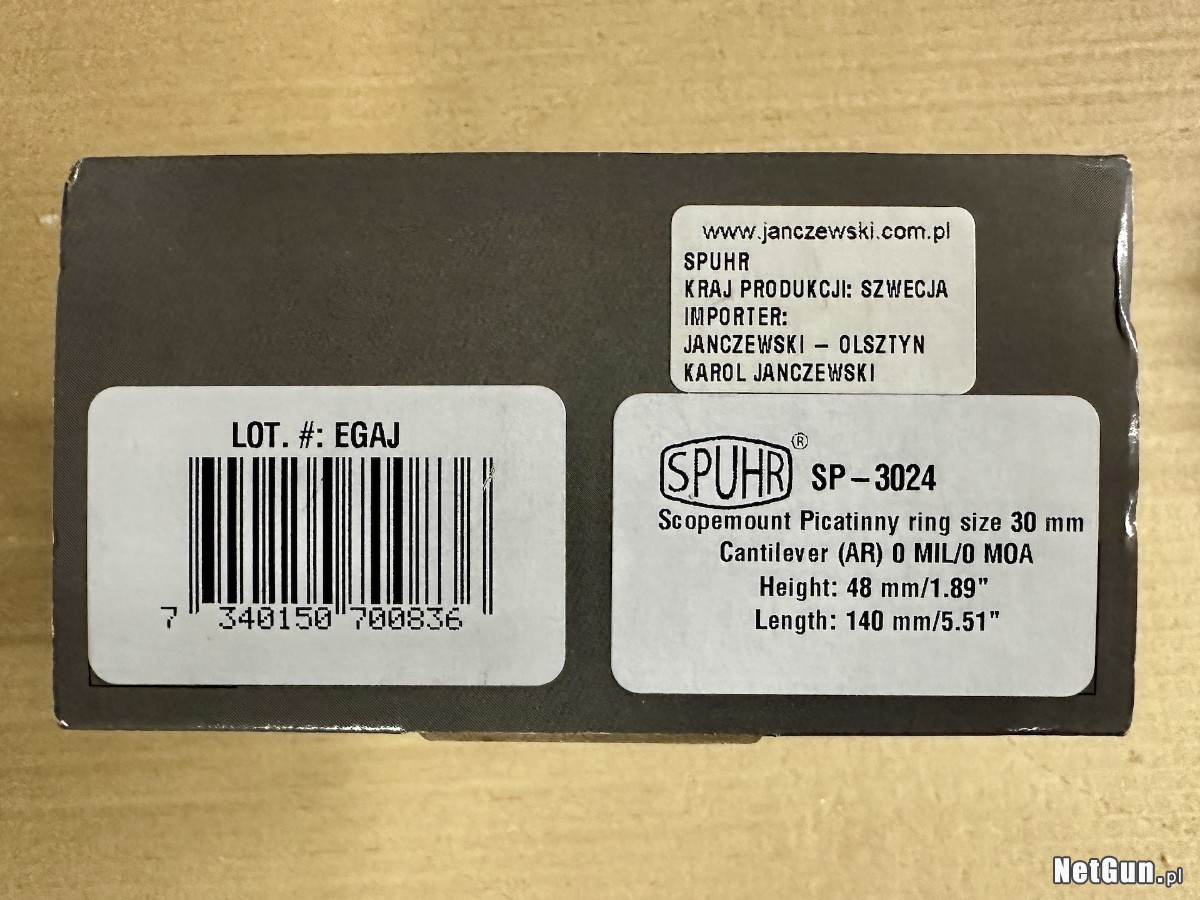 www.janczewski.com.pl
SPUHR
KRAJ PRODUKCJI: SZWECJA
IMPORTER:
JANCZEWSKI – OLSZTYN
KAROL JANCZEWSKI
LOT. #: EGAJ
7 340150 700836
SPUHR® SP–3024
Scopemount Picatinny ring size 30 mm
Cantilever (AR) 0 MIL/0 MOA
Height: 48 mm/1.89"
Length: 140 mm/5.51"
NetGun.pl